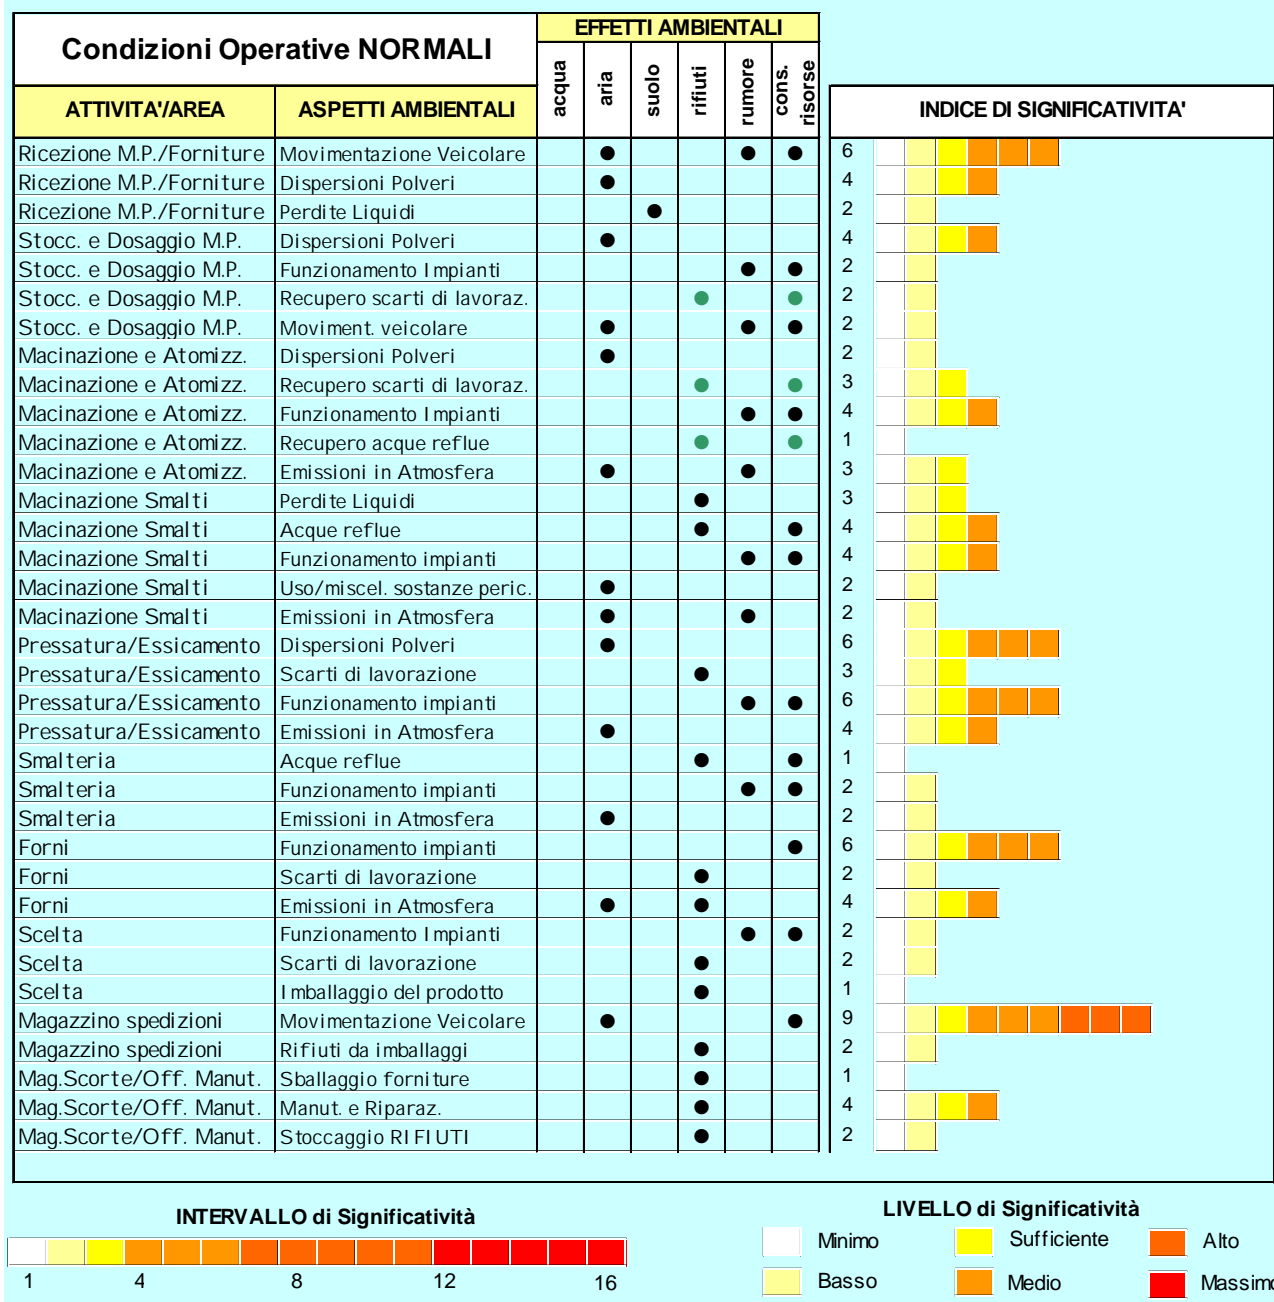 Condizioni Operative NORMALI
EFFETTI AMBIENTALI
acqua
aria
suolo
rifiuti
rumore
cons. risorse
ATTIVITA'/AREA ASPETTI AMBIENTALI INDICE DI SIGNIFICATIVITA'
Ricezione M.P./Forniture Movimentazione Veicolare 6
Ricezione M.P./Forniture Dispersioni Polveri 4
Ricezione M.P./Forniture Perdite Liquidi 2
Stocc. e Dosaggio M.P. Dispersioni Polveri 4
Stocc. e Dosaggio M.P. Funzionamento Impianti 2
Stocc. e Dosaggio M.P. Recupero scarti di lavoraz. 2
Stocc. e Dosaggio M.P. Moviment. veicolare 2
Macinazione e Atomizz. Dispersioni Polveri 2
Macinazione e Atomizz. Recupero scarti di lavoraz. 3
Macinazione e Atomizz. Funzionamento Impianti 4
Macinazione e Atomizz. Recupero acque reflue 1
Macinazione e Atomizz. Emissioni in Atmosfera 3
Macinazione Smalti Perdite Liquidi 3
Macinazione Smalti Acque reflue 4
Macinazione Smalti Funzionamento impianti 4
Macinazione Smalti Uso/miscel. sostanze peric. 2
Macinazione Smalti Emissioni in Atmosfera 2
Pressatura/Essicamento Dispersioni Polveri 6
Pressatura/Essicamento Scarti di lavorazione 3
Pressatura/Essicamento Funzionamento impianti 6
Pressatura/Essicamento Emissioni in Atmosfera 4
Smalteria Acque reflue 1
Smalteria Funzionamento impianti 2
Smalteria Emissioni in Atmosfera 2
Forni Funzionamento impianti 6
Forni Scarti di lavorazione 2
Forni Emissioni in Atmosfera 4
Scelta Funzionamento Impianti 2
Scelta Scarti di lavorazione 2
Scelta Imballaggio del prodotto 1
Magazzino spedizioni Movimentazione Veicolare 9
Magazzino spedizioni Rifiuti da imballaggi 2
Mag.Scorte/Off. Manut. Sballaggio forniture 1
Mag.Scorte/Off. Manut. Manut. e Riparaz. 4
Mag.Scorte/Off. Manut. Stoccaggio RIFIUTI 2
INTERVALLO di Significatività
1 4 8 12 16
LIVELLO di Significatività
Minimo Sufficiente Alto
Basso Medio Massimo